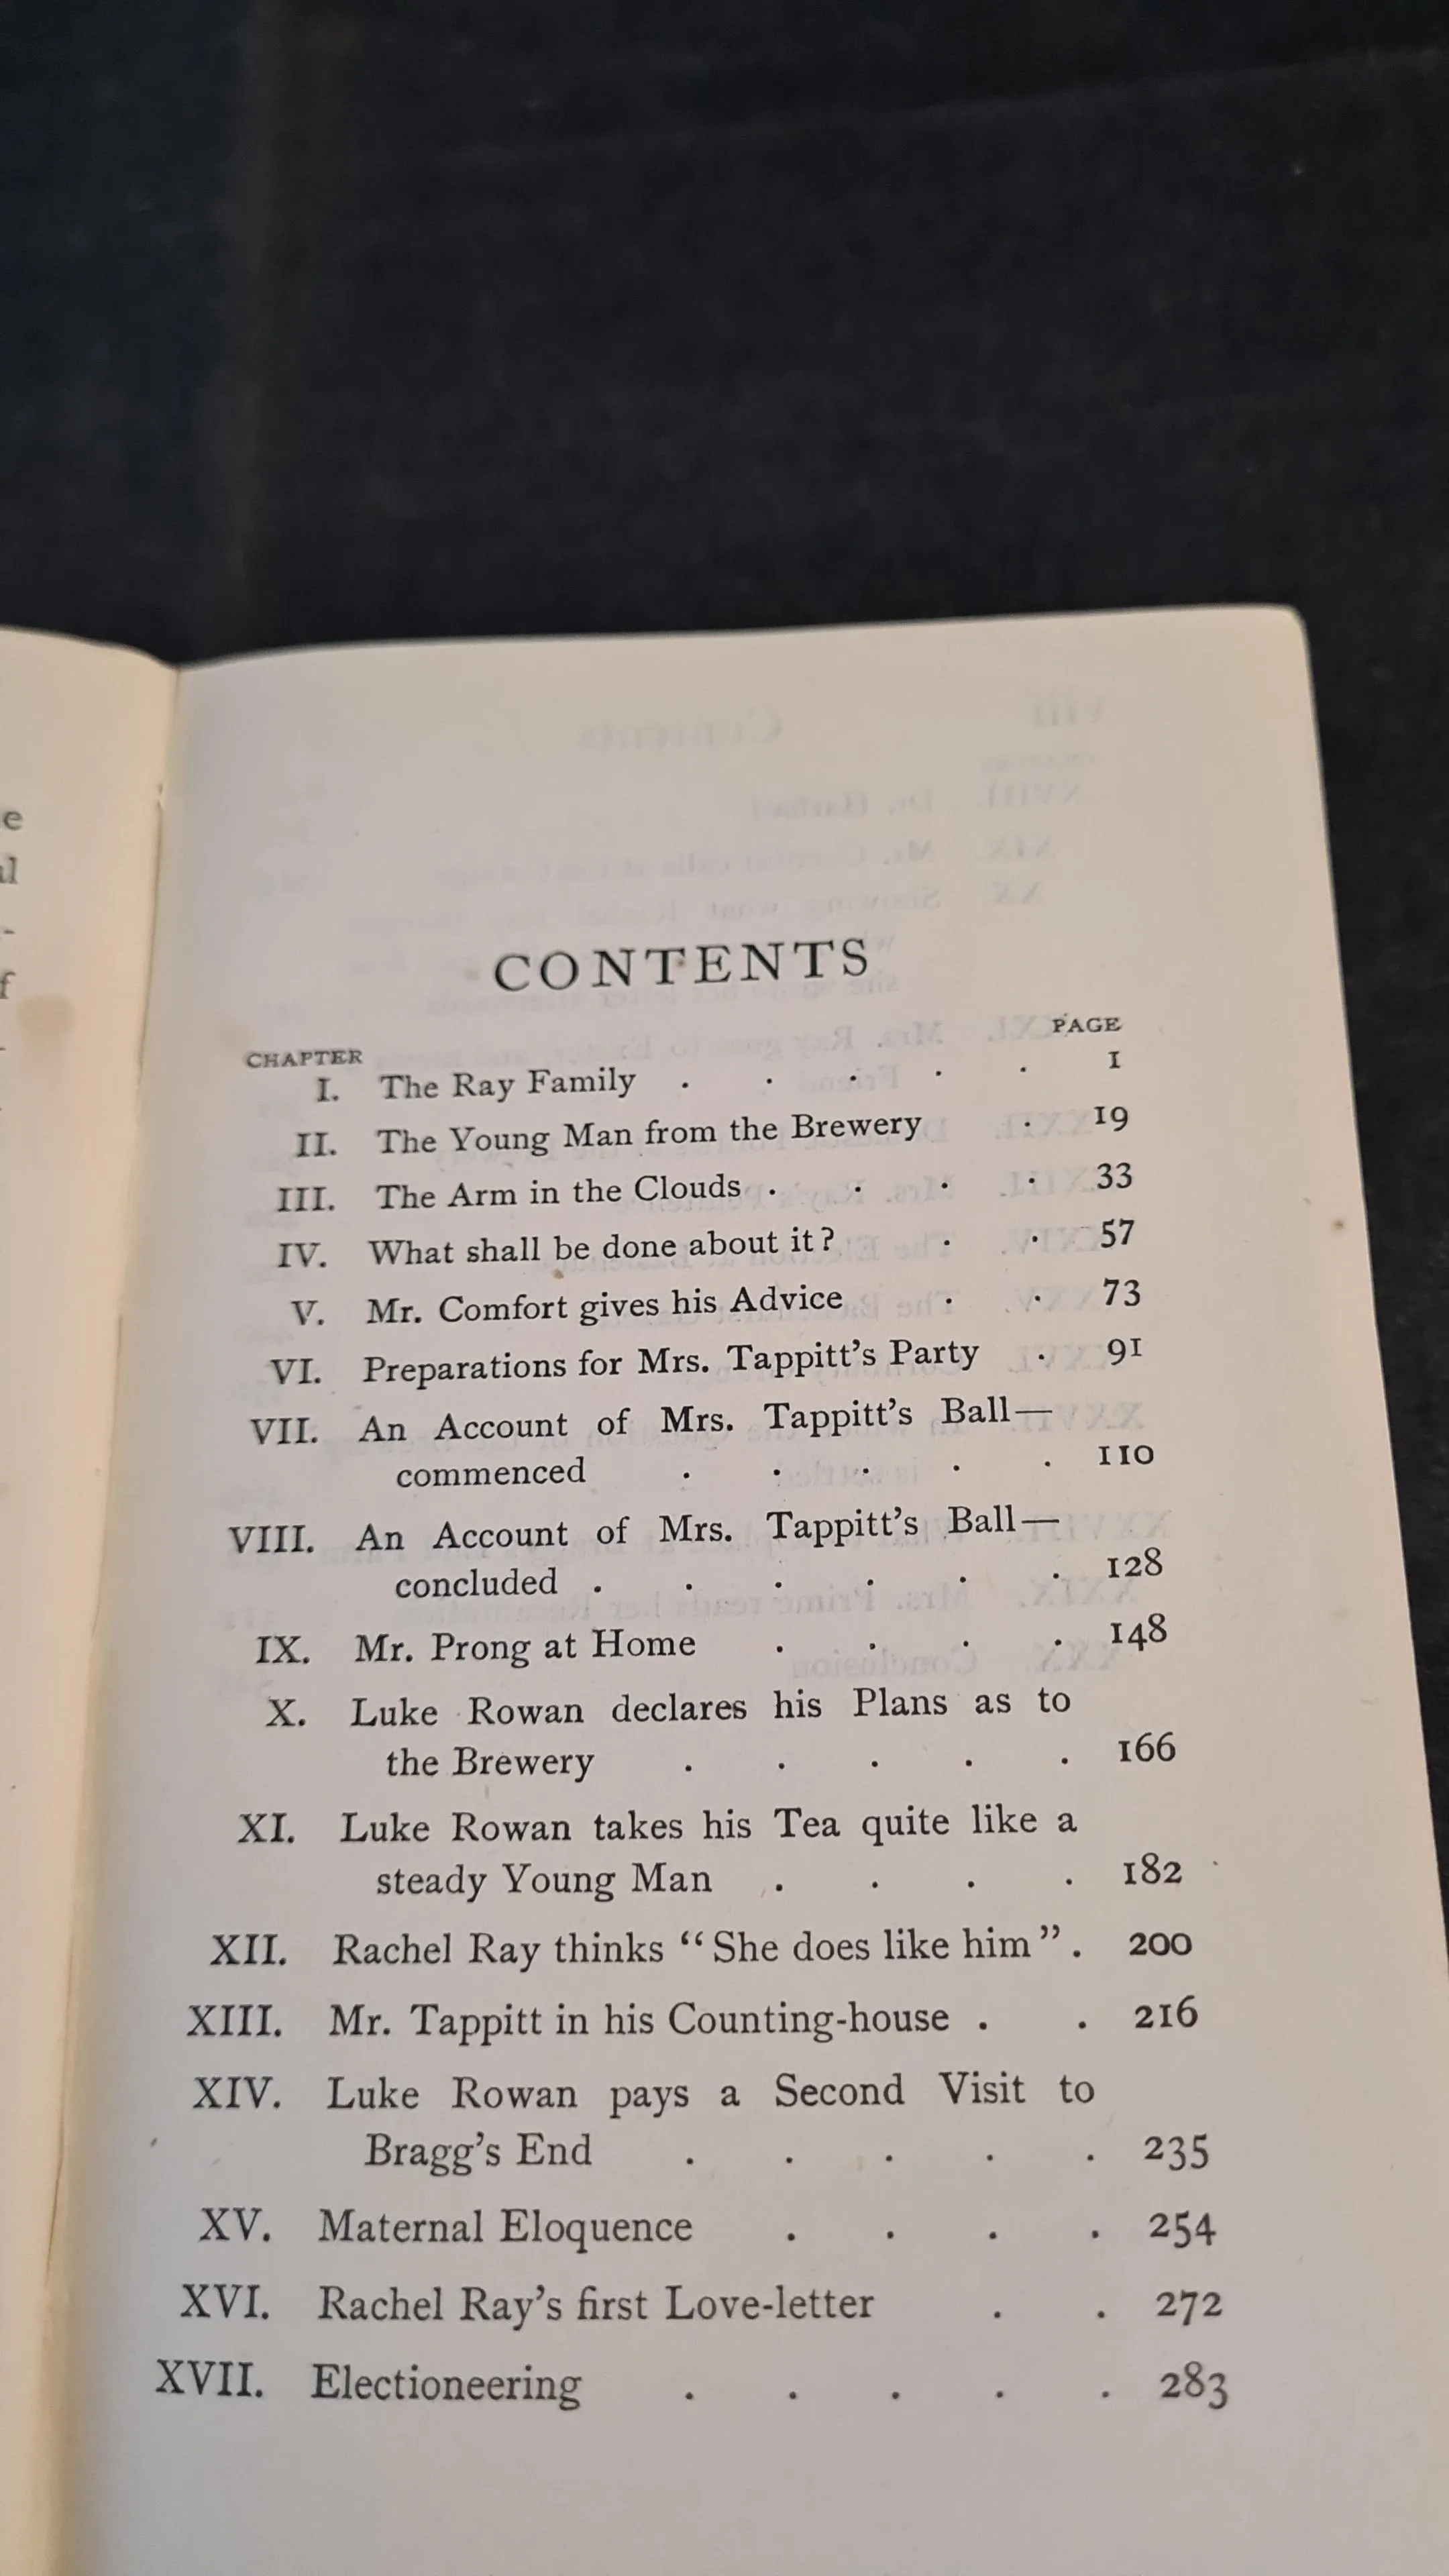 CONTENTS
CHAPTER PAGE
I. The Ray Family . . . . . 1
II. The Young Man from the Brewery . 19
III. The Arm in the Clouds . . . . 33
IV. What shall be done about it? . . 57
V. Mr. Comfort gives his Advice . . 73
VI. Preparations for Mrs. Tappitt's Party . 91
VII. An Account of Mrs. Tappitt's Ball—
commenced . . . . . 110
VIII. An Account of Mrs. Tappitt's Ball—
concluded . . . . . . 128
IX. Mr. Prong at Home . . . . 148
X. Luke Rowan declares his Plans as to
the Brewery . . . . . 166
XI. Luke Rowan takes his Tea quite like a
steady Young Man . . . . 182
XII. Rachel Ray thinks “She does like him”. 200
XIII. Mr. Tappitt in his Counting-house . . 216
XIV. Luke Rowan pays a Second Visit to
Bragg's End . . . . . 235
XV. Maternal Eloquence . . . . 254
XVI. Rachel Ray's first Love-letter . . 272
XVII. Electioneering . . . . . 283